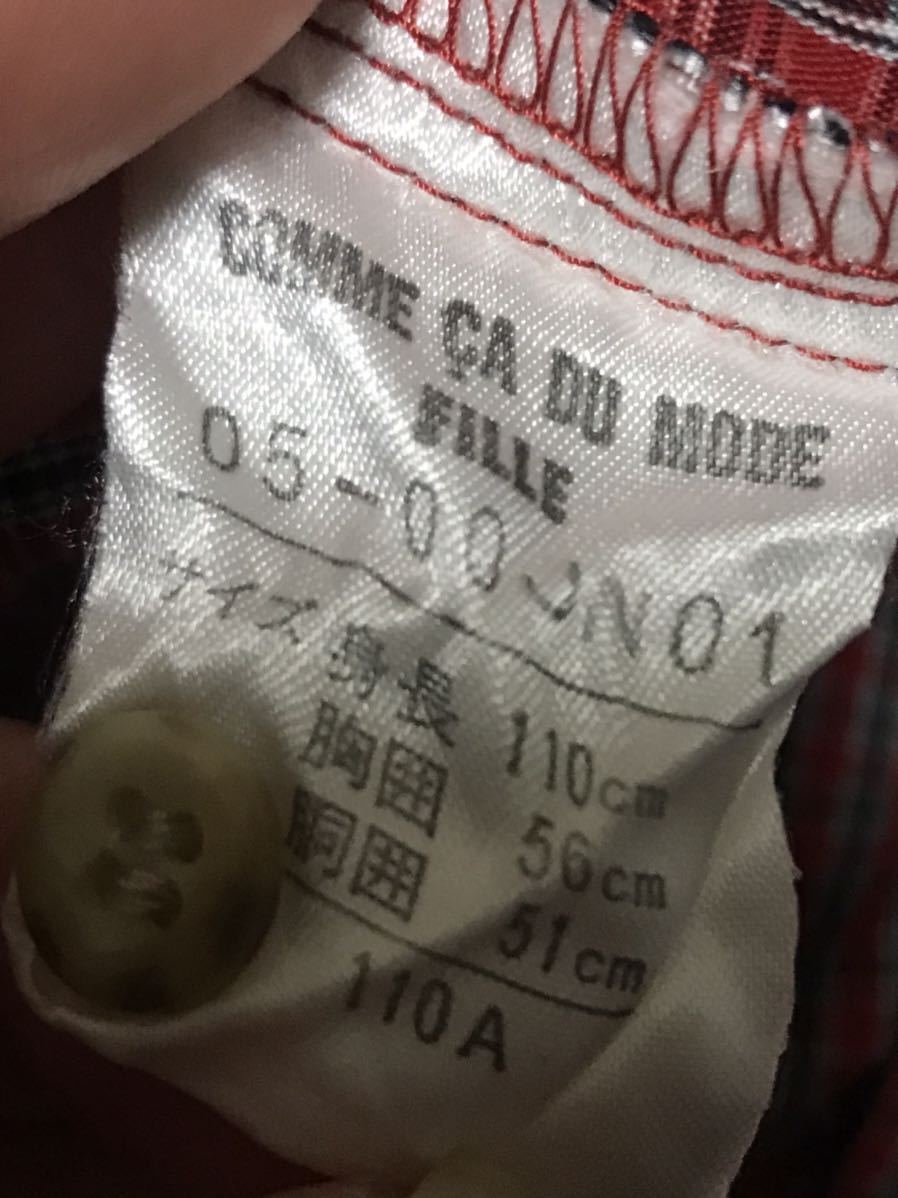 COMME ÇA DU MODE
FILLE
05-00JN01
サイズ 身長 110cm
胸囲 56cm
胴囲 51cm
110A